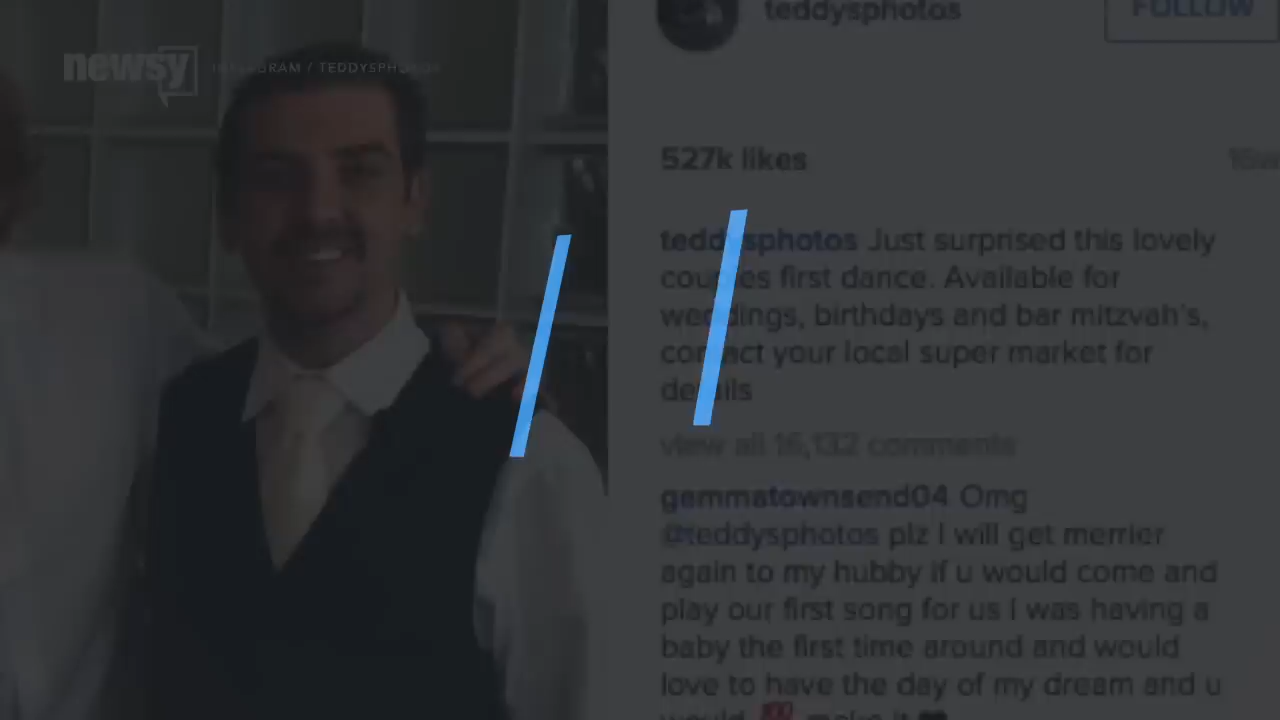 newsy
INSTAGRAM / TEDDYSPHOTOS
teddysphotos
FOLLOW
527k likes
teddysphotos Just surprised this lovely
couples first dance. Available for
weddings, birthdays and bar mitzvah's,
contact your local super market for
details
view all 16,132 comments
gemmatownsend04 Omg
@teddysphotos plz I will get merrier
again to my hubby if u would come and
play our first song for us I was having a
baby the first time around and would
love to have the day of my dream and u
would 💯 make it